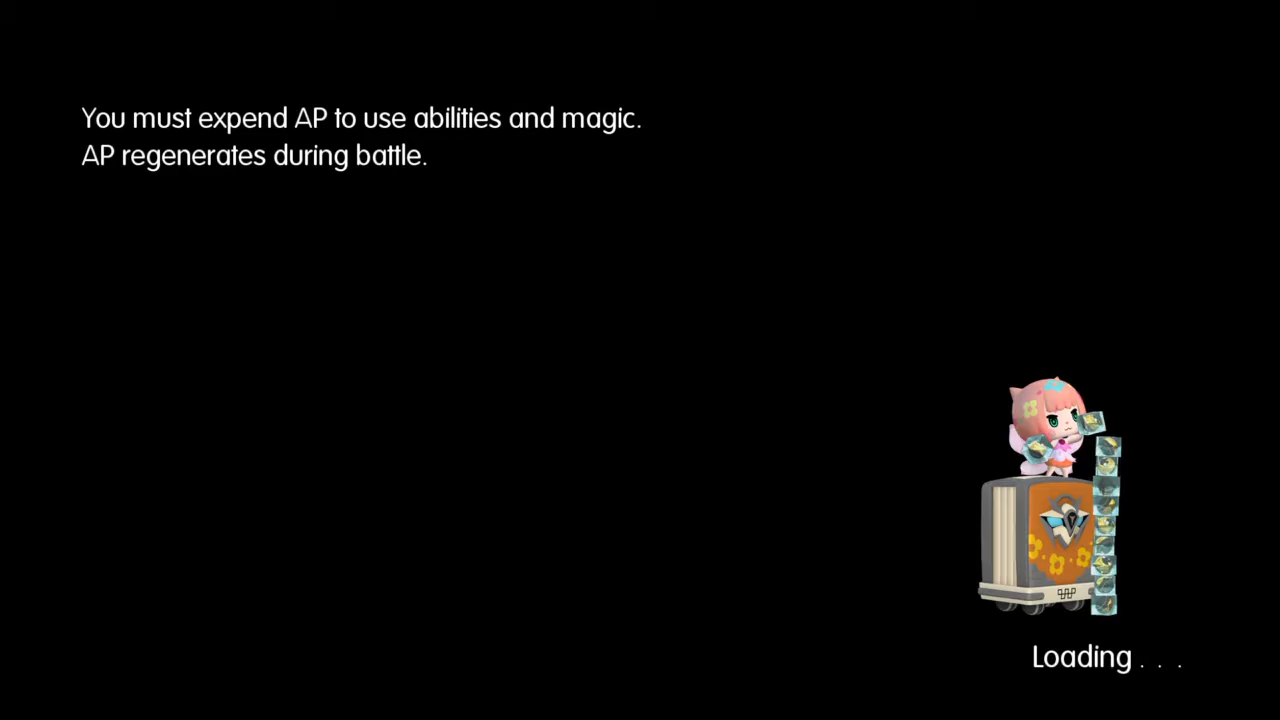 You must expend AP to use abilities and magic.
AP regenerates during battle.
Loading . . .